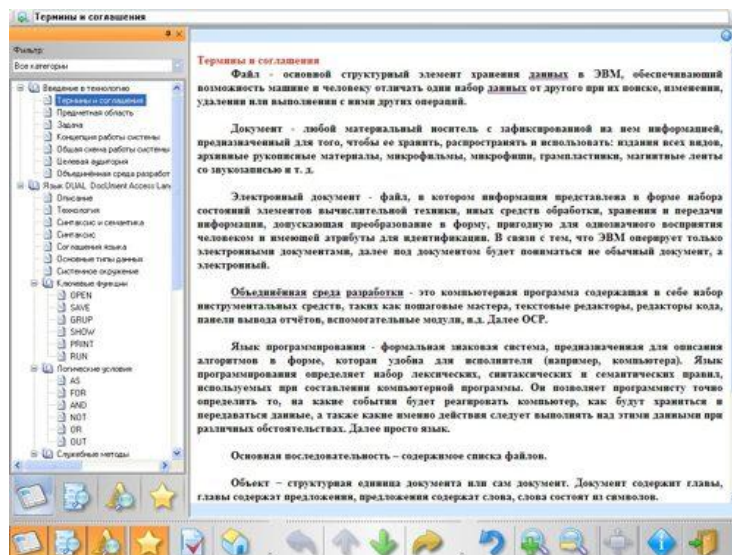 Термины и соглашения
Фильтр:
Все категории
Введение в технологию
Термины и соглашения
Предметная область
Задача
Концепция работы системы
Общая схема работы системы
Целевая аудитория
Объединённая среда разработ
Язык DUAL DocUment Access Lan
Описание
Технология
Синтаксис и семантика
Синтаксис
Соглашения языка
Основные типы данных
Системное окружение
Ключевые функции
OPEN
SAVE
GRUP
SHOW
PRINT
RUN
Логические условия
AS
FOR
AND
NOT
OR
OUT
Служебные методы
Термины и соглашения
Файл - основной структурный элемент хранения данных в ЭВМ, обеспечивающий
возможность машине и человеку отличать один набор данных от другого при их поиске, изменении,
удалении или выполнении с ними других операций.
Документ - любой материальный носитель с зафиксированной на нем информацией,
предназначенный для того, чтобы ее хранить, распространять и использовать: издания всех видов,
архивные рукописные материалы, микрофильмы, микрофиши, грампластинки, магнитные ленты
со звукозаписью и т. д.
Электронный документ - файл, в котором информация представлена в форме набора
состояний элементов вычислительной техники, иных средств обработки, хранения и передачи
информации, допускающая преобразование в форму, пригодную для однозначного восприятия
человеком и имеющей атрибуты для идентификации. В связи с тем, что ЭВМ оперирует только
электронными документами, далее под документом будет пониматься не обычный документ, а
электронный.
Объединённая среда разработки - это компьютерная программа содержащая в себе набор
инструментальных средств, таких как пошаговые мастера, текстовые редакторы, редакторы кода,
панели вывода отчётов, вспомогательные модули, и.д. Далее ОСР.
Язык программирования - формальная знаковая система, предназначенная для описания
алгоритмов в форме, которая удобна для исполнителя (например, компьютера). Язык
программирования определяет набор лексических, синтаксических и семантических правил,
используемых при составлении компьютерной программы. Он позволяет программисту точно
определить то, на какие события будет реагировать компьютер, как будут храниться и
передаваться данные, а также какие именно действия следует выполнять над этими данными при
различных обстоятельствах. Далее просто язык.
Основная последовательность – содержимое списка файлов.
Объект – структурная единица документа или сам документ. Документ содержит главы,
главы содержат предложения, предложения содержат слова, слова состоят из символов.